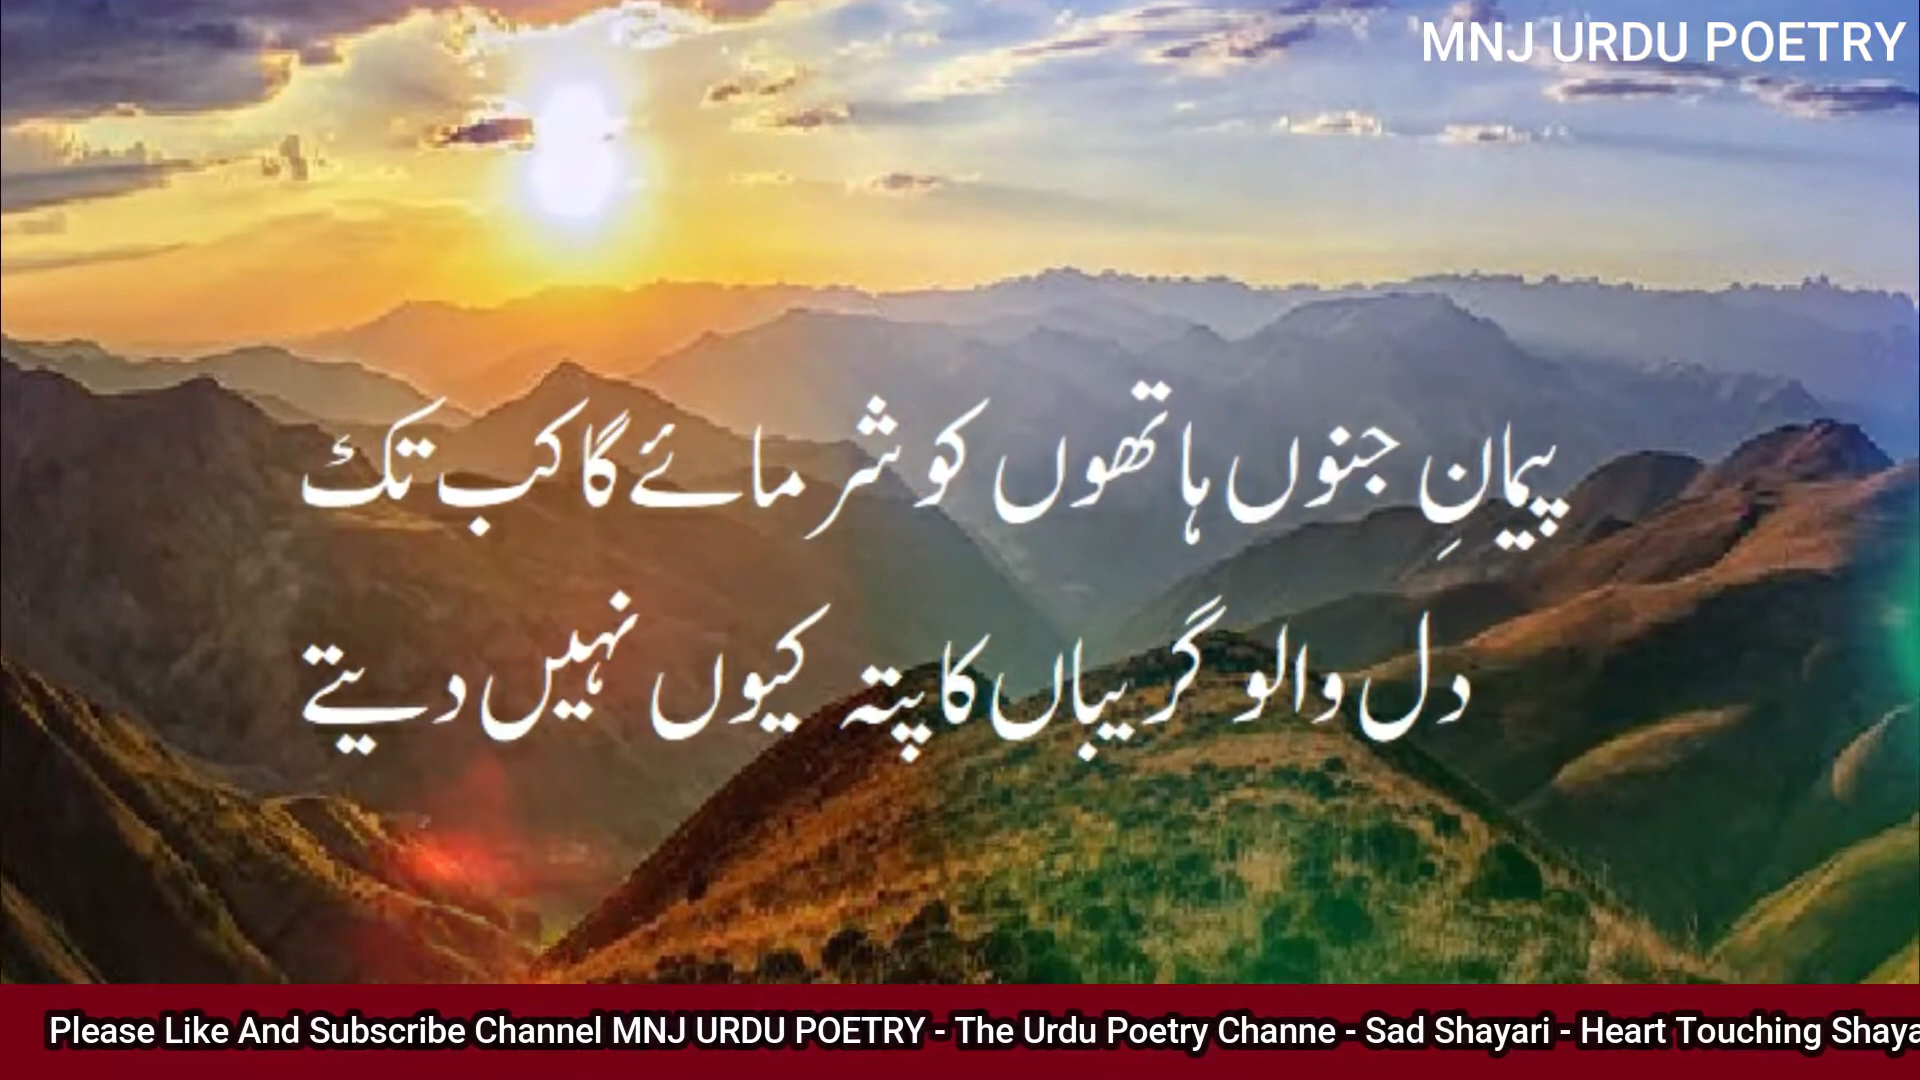 MNJ URDU POETRY
پیمانِ جنوں ہاتھوں کو شرمائے گا کب تک
دل والو گریباں کا پتہ کیوں نہیں دیتے
Please Like And Subscribe Channel MNJ URDU POETRY - The Urdu Poetry Channe - Sad Shayari - Heart Touching Shaya